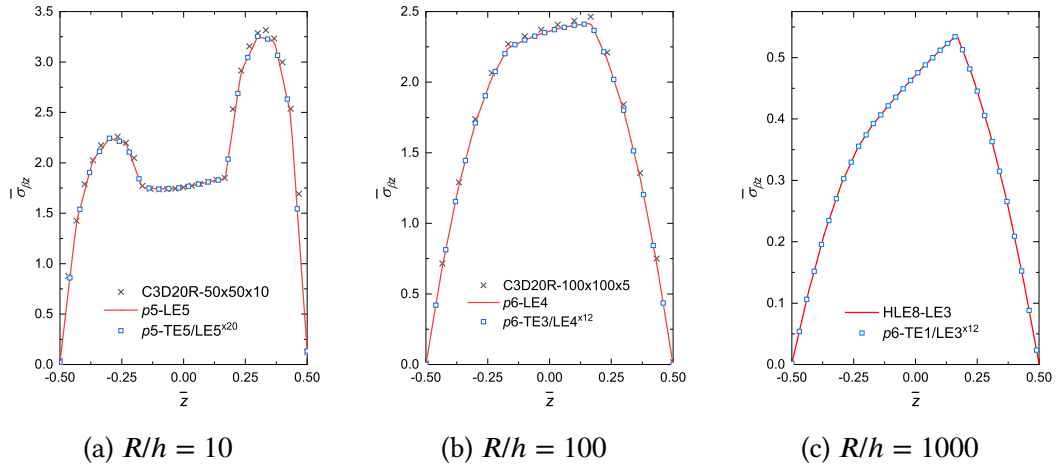 3.5
3.0
2.5
2.0
1.5
1.0
0.5
0.0
-0.50
-0.25
0.00
0.25
0.50
σ̅βz
z̅
C3D20R-50x50x10
p5-LE5
p5-TE5/LE5ˣ²⁰
(a) R/h = 10
2.5
2.0
1.5
1.0
0.5
0.0
-0.50
-0.25
0.00
0.25
0.50
σ̅βz
z̅
C3D20R-100x100x5
p6-LE4
p6-TE3/LE4ˣ¹²
(b) R/h = 100
0.5
0.4
0.3
0.2
0.1
0.0
-0.50
-0.25
0.00
0.25
0.50
σ̅βz
z̅
HLE8-LE3
p6-TE1/LE3ˣ¹²
(c) R/h = 1000